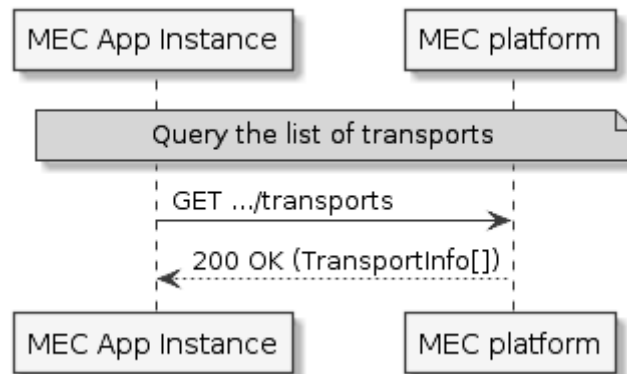 MEC App Instance
MEC platform
Query the list of transports
GET .../transports
200 OK (TransportInfo[])
MEC App Instance
MEC platform